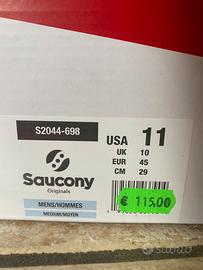 S2044-698
saucony
Originals
MENS/HOMMES
MEDIUM/MOYEN
USA 11
UK 10
EUR 45
CM 29
€ 115,00